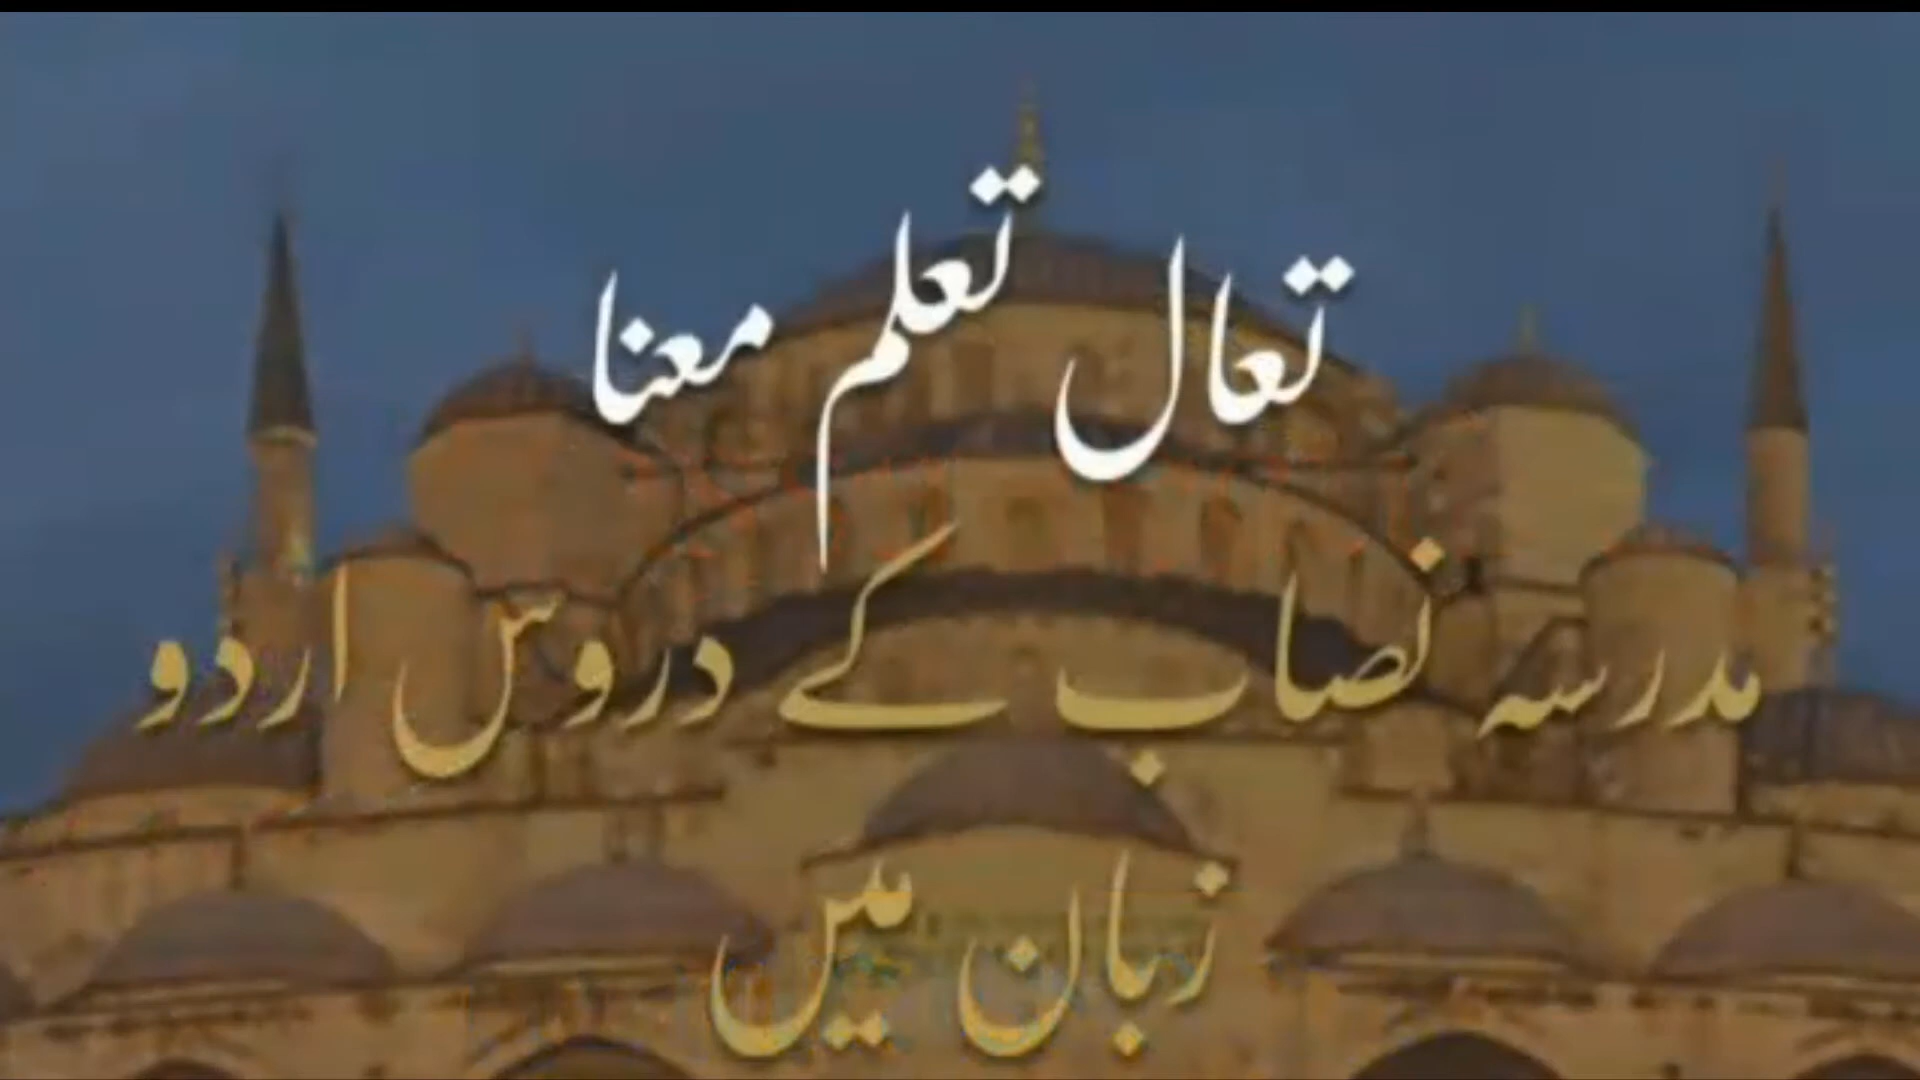 تعال تعلم معنا
مدرسہ نصاب کے دروس اردو
زبان میں